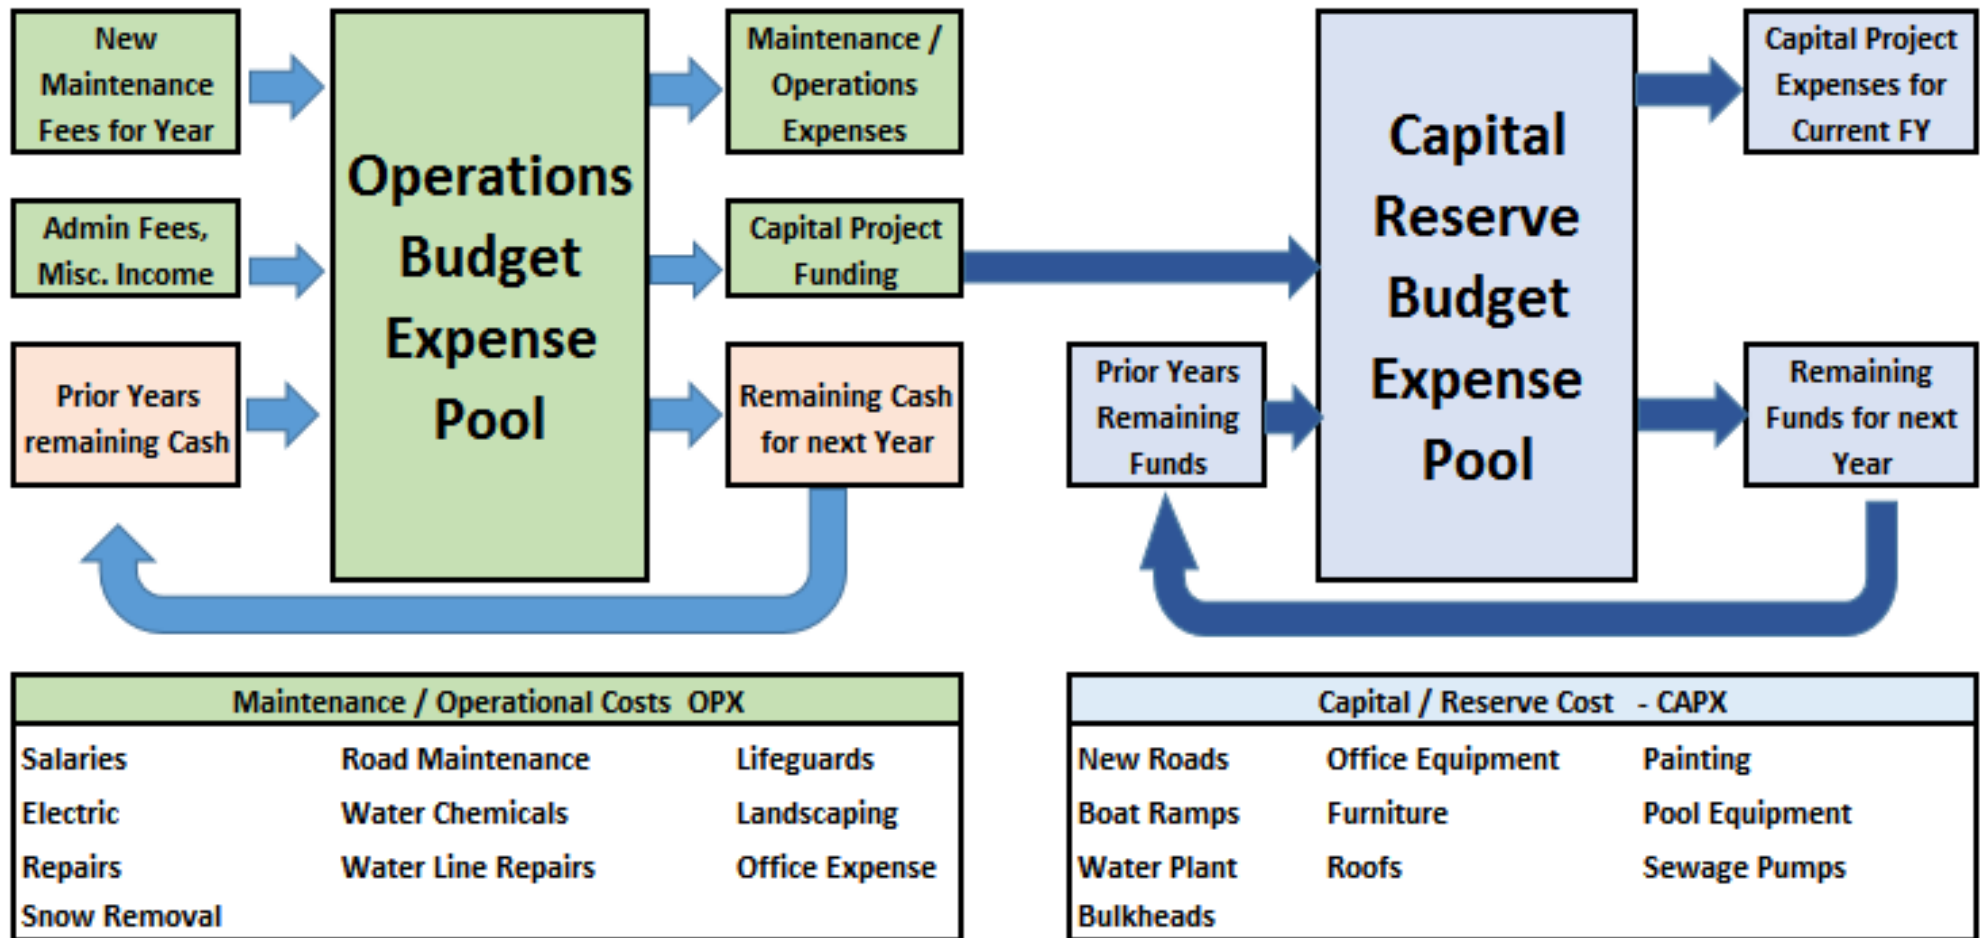 New
Maintenance
Fees for Year
Admin Fees,
Misc. Income
Prior Years
remaining Cash
Operations
Budget
Expense
Pool
Maintenance /
Operations
Expenses
Capital Project
Funding
Remaining Cash
for next Year
Prior Years
Remaining
Funds
Capital
Reserve
Budget
Expense
Pool
Capital Project
Expenses for
Current FY
Remaining
Funds for next
Year
Maintenance / Operational Costs OPX
Salaries Road Maintenance Lifeguards
Electric Water Chemicals Landscaping
Repairs Water Line Repairs Office Expense
Snow Removal
Capital / Reserve Cost - CAPX
New Roads Office Equipment Painting
Boat Ramps Furniture Pool Equipment
Water Plant Roofs Sewage Pumps
Bulkheads